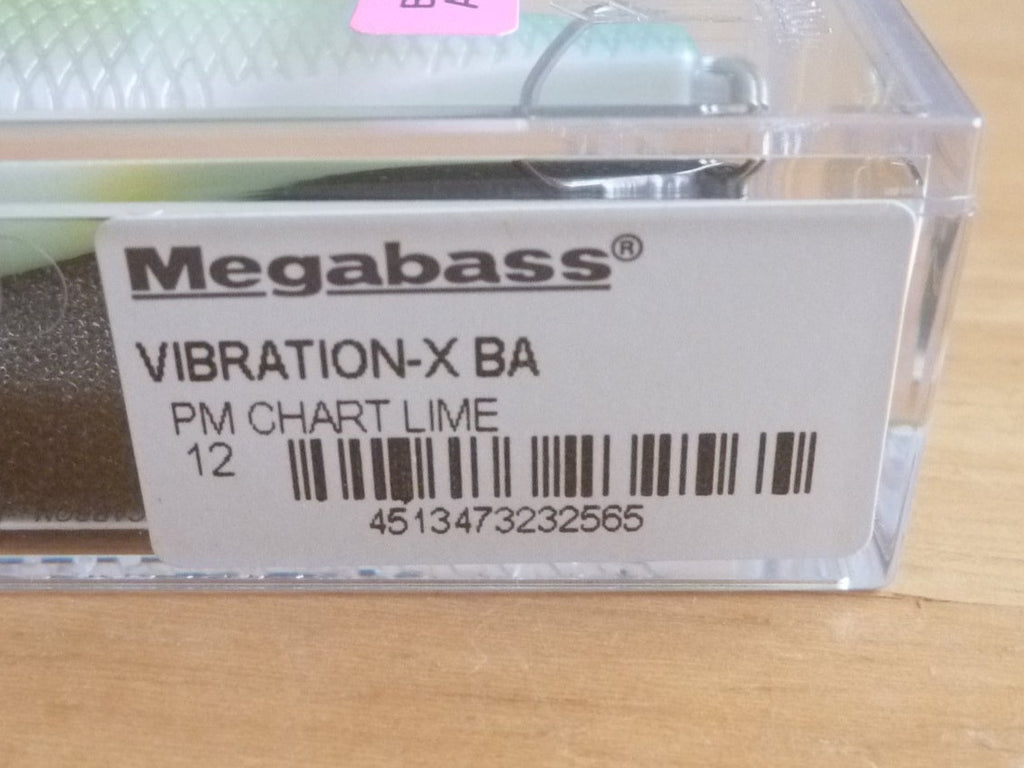 Megabass®
VIBRATION-X BA
PM CHART LIME
12
4513473232565